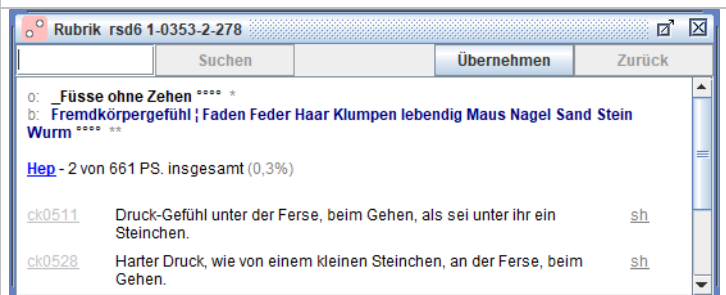 Rubrik rsd6 1-0353-2-278
Suchen Übernehmen Zurück
o: _Füsse ohne Zehen °°°° *
b: Fremdkörpergefühl ¦ Faden Feder Haar Klumpen lebendig Maus Nagel Sand Stein
Wurm °°°° **
Hep - 2 von 661 PS. insgesamt (0,3%)
ck0511 Druck-Gefühl unter der Ferse, beim Gehen, als sei unter ihr ein sh
Steinchen.
ck0528 Harter Druck, wie von einem kleinen Steinchen, an der Ferse, beim sh
Gehen.